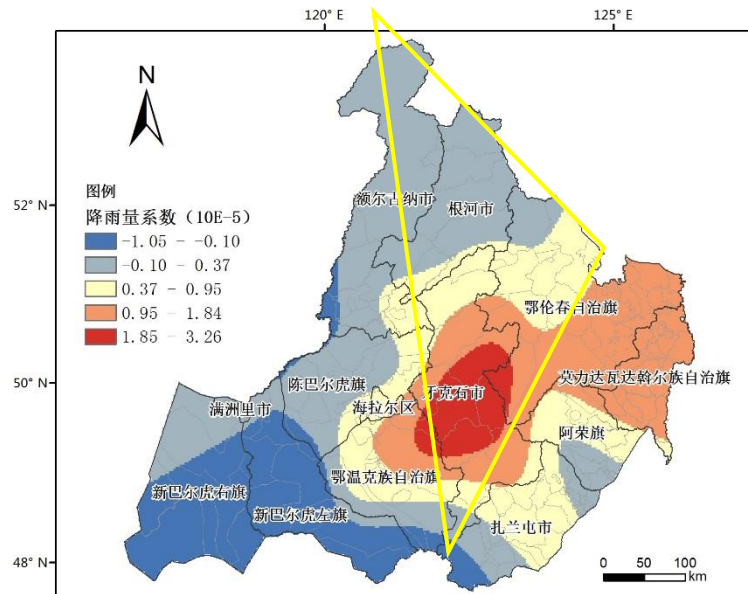 120° E
125° E
N
52° N
图例
降雨量系数（10E-5）
-1.05 - -0.10
-0.10 - 0.37
0.37 - 0.95
0.95 - 1.84
1.85 - 3.26
额尔古纳市
根河市
鄂伦春自治旗
50° N
陈巴尔虎旗
牙克石市
莫力达瓦达斡尔族自治旗
满洲里市
海拉尔区
阿荣旗
鄂温克族自治旗
新巴尔虎右旗
新巴尔虎左旗
扎兰屯市
48° N
0 50 100
km